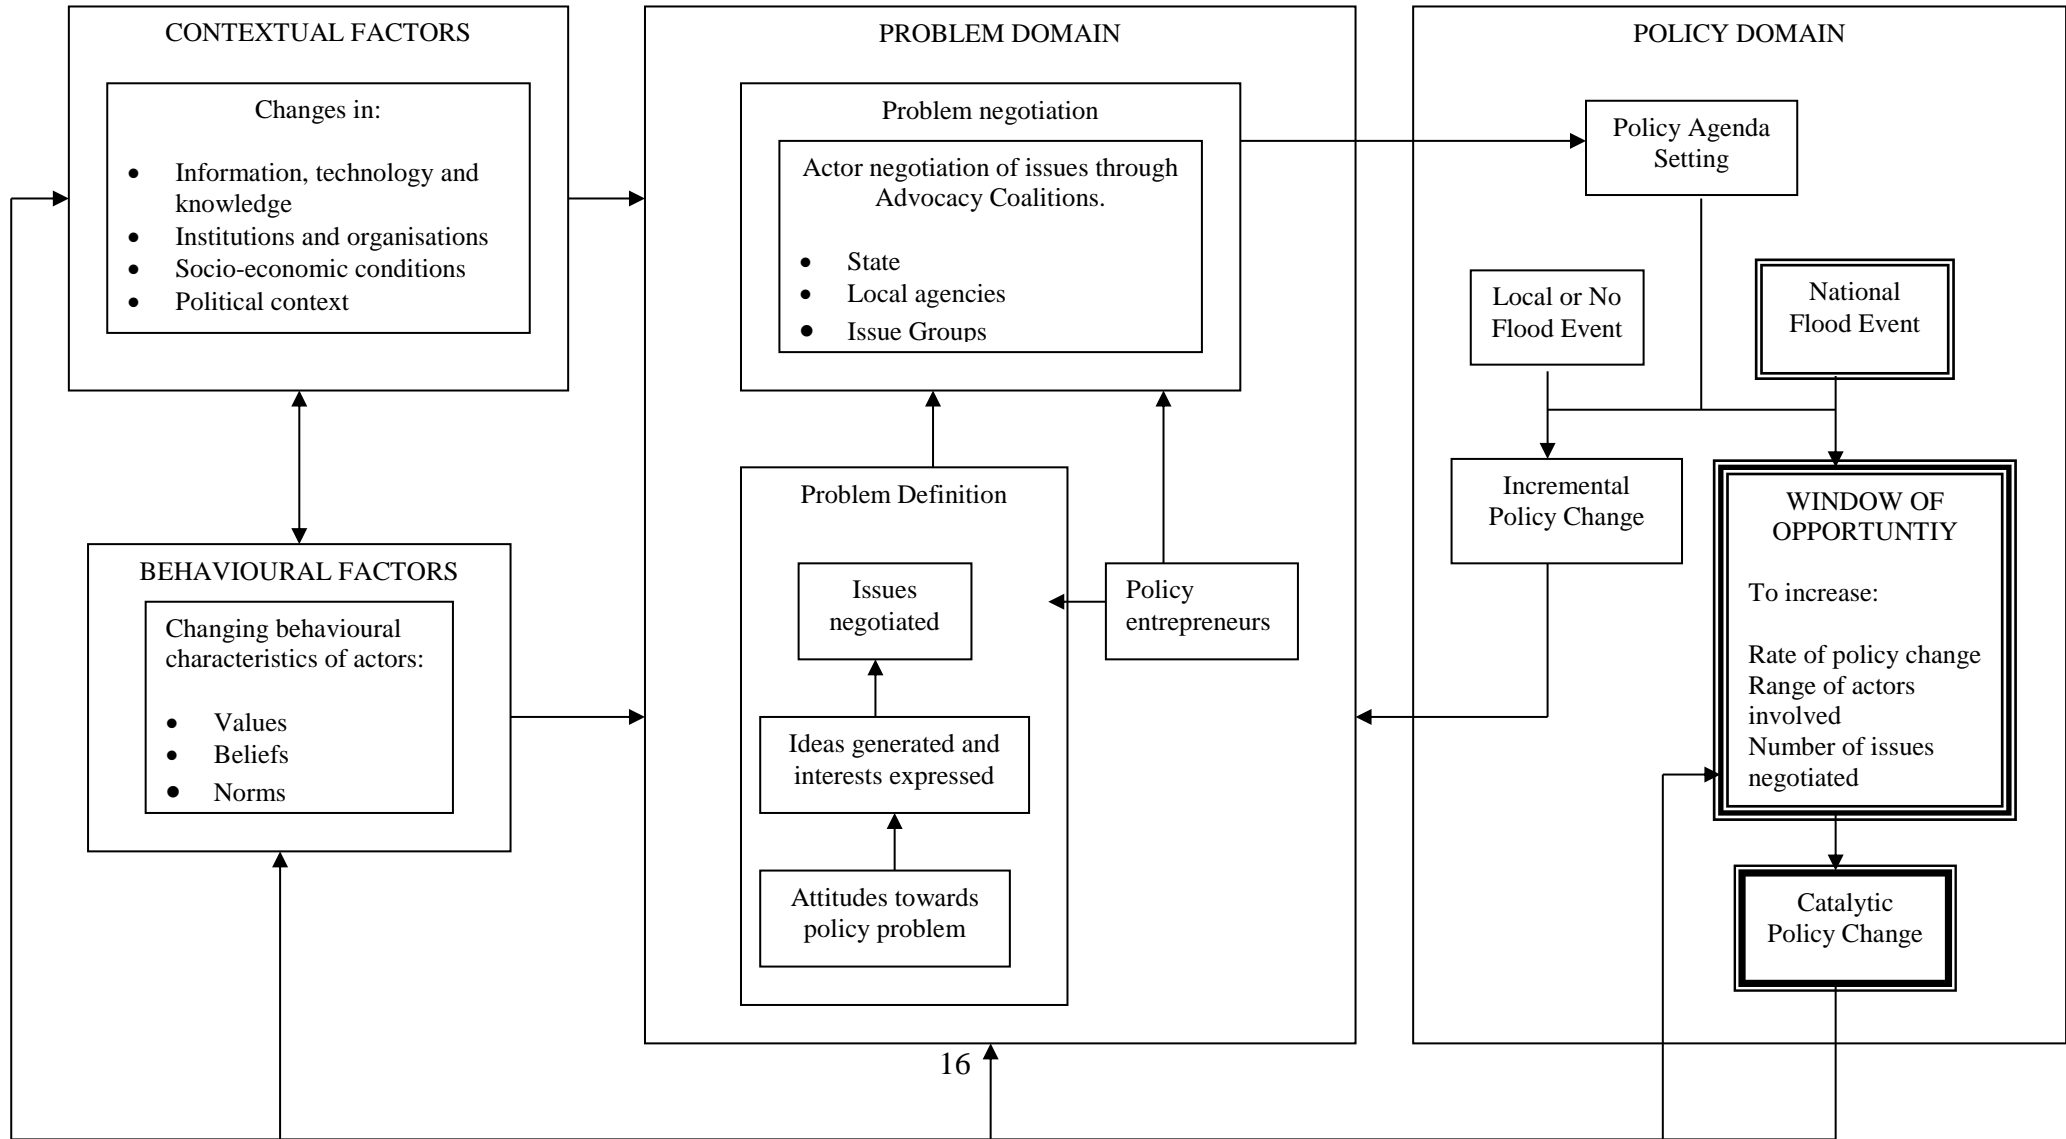 CONTEXTUAL FACTORS
Changes in:
• Information, technology and
knowledge
• Institutions and organisations
• Socio-economic conditions
• Political context
BEHAVIOURAL FACTORS
Changing behavioural
characteristics of actors:
• Values
• Beliefs
• Norms
PROBLEM DOMAIN
Problem negotiation
Actor negotiation of issues through
Advocacy Coalitions.
• State
• Local agencies
• Issue Groups
Problem Definition
Issues
negotiated
Policy
entrepreneurs
Ideas generated and
interests expressed
Attitudes towards
policy problem
POLICY DOMAIN
Policy Agenda
Setting
Local or No
Flood Event
National
Flood Event
Incremental
Policy Change
WINDOW OF
OPPORTUNTIY
To increase:
Rate of policy change
Range of actors
involved
Number of issues
negotiated
Catalytic
Policy Change
16